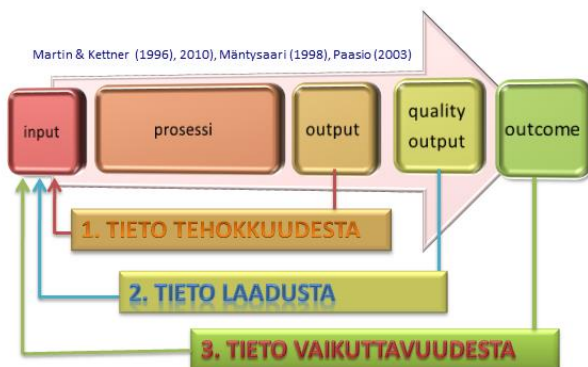 Martin & Kettner (1996), 2010), Mäntysaari (1998), Paasio (2003)
input
prosessi
output
quality
output
outcome
1. TIETO TEHOKKUUDESTA
2. TIETO LAADUSTA
3. TIETO VAIKUTTAVUUDESTA